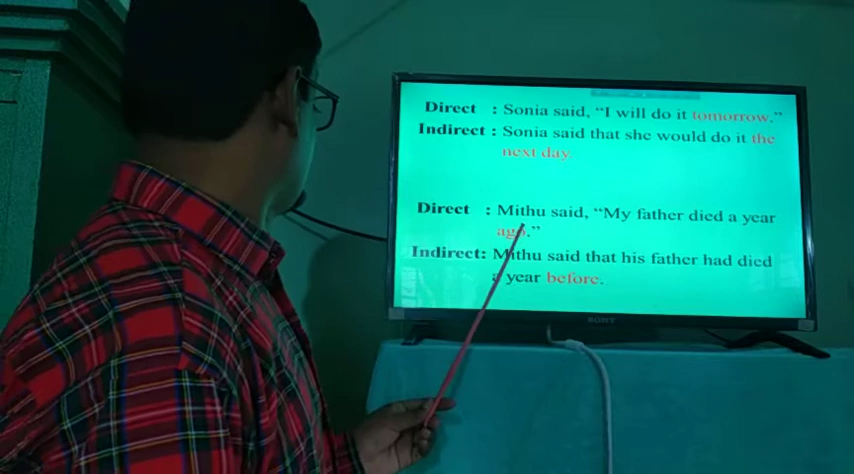 Direct : Sonia said, “I will do it tomorrow.”
Indirect : Sonia said that she would do it the
next day.
Direct : Mithu said, “My father died a year
ago.”
Indirect: Mithu said that his father had died
a year before.
SONY